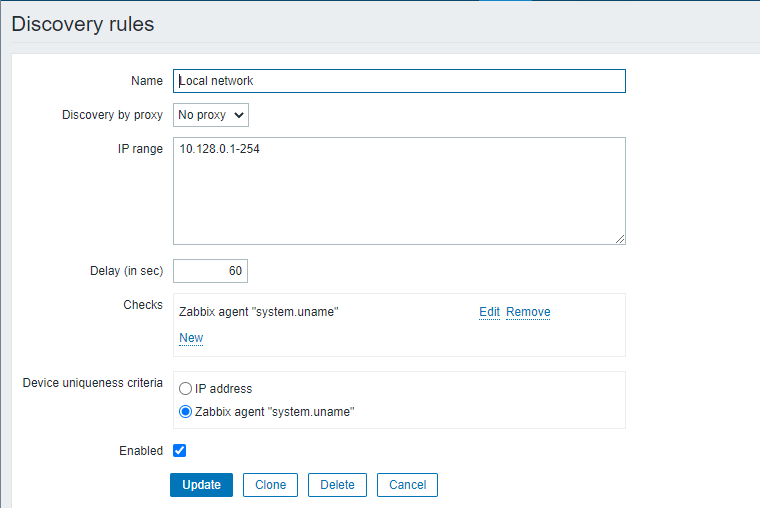 Discovery rules
Name Local network
Discovery by proxy No proxy
IP range 10.128.0.1-254
Delay (in sec) 60
Checks Zabbix agent "system.uname" Edit Remove
New
Device uniqueness criteria IP address
Zabbix agent "system.uname"
Enabled
Update Clone Delete Cancel